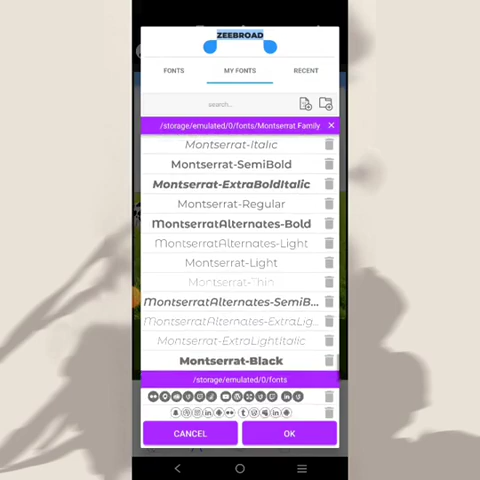 ZEEBROAD
FONTS
MY FONTS
RECENT
search...
/storage/emulated/0/fonts/Montserrat Family
Montserrat-Italic
Montserrat-SemiBold
Montserrat-ExtraBoldItalic
Montserrat-Regular
MontserratAlternates-Bold
MontserratAlternates-Light
Montserrat-Light
Montserrat-Thin
MontserratAlternates-SemiB...
MontserratAlternates-ExtraLig...
Montserrat-ExtraLightItalic
Montserrat-Black
/storage/emulated/0/fonts
CANCEL
OK